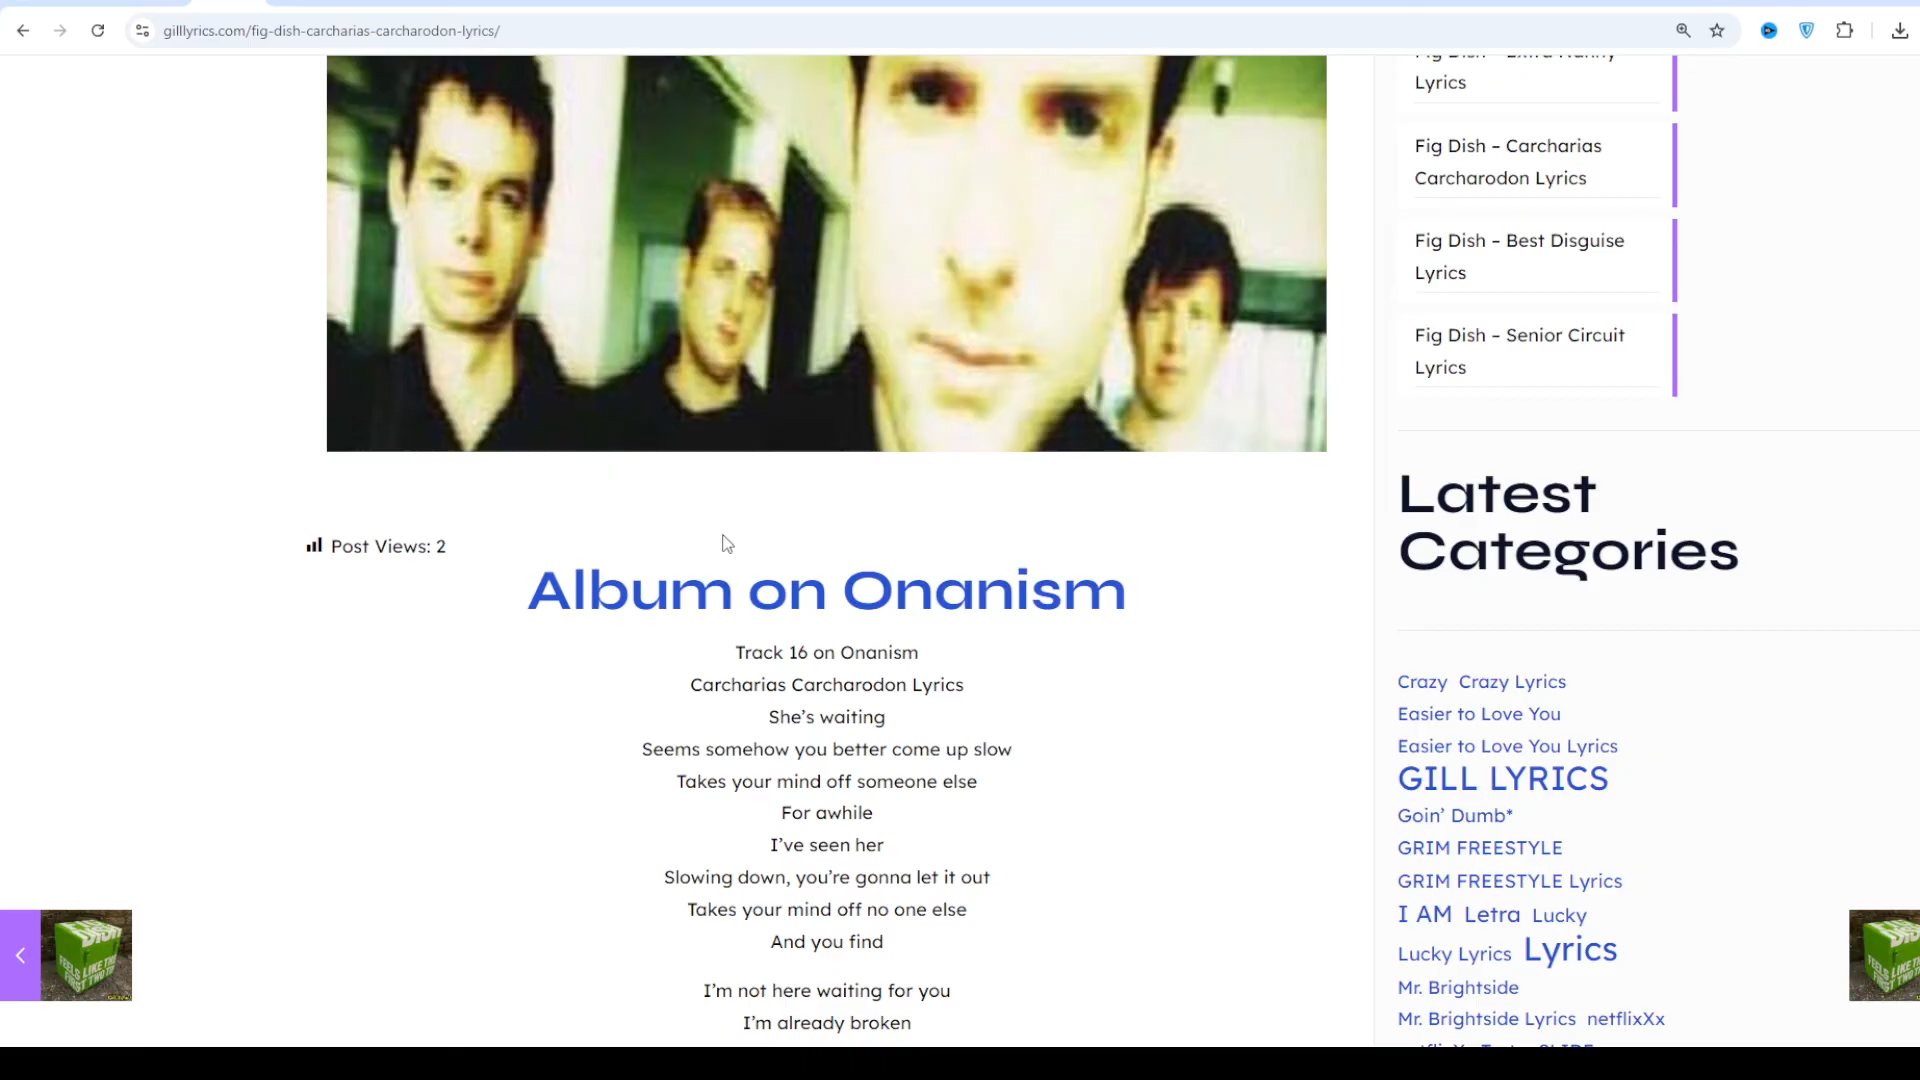 gilllyrics.com/fig-dish-carcharias-carcharodon-lyrics/
Lyrics
Fig Dish – Carcharias
Carcharodon Lyrics
Fig Dish – Best Disguise
Lyrics
Fig Dish – Senior Circuit
Lyrics
Latest
Categories
Post Views: 2
Album on Onanism
Track 16 on Onanism
Carcharias Carcharodon Lyrics
She’s waiting
Seems somehow you better come up slow
Takes your mind off someone else
For awhile
I’ve seen her
Slowing down, you’re gonna let it out
Takes your mind off no one else
And you find
I’m not here waiting for you
I’m already broken
Crazy Crazy Lyrics
Easier to Love You
Easier to Love You Lyrics
GILL LYRICS
Goin’ Dumb*
GRIM FREESTYLE
GRIM FREESTYLE Lyrics
I AM Letra Lucky
Lucky Lyrics Lyrics
Mr. Brightside
Mr. Brightside Lyrics netflixXx
FEELS LIKE THE
FIRST TWO